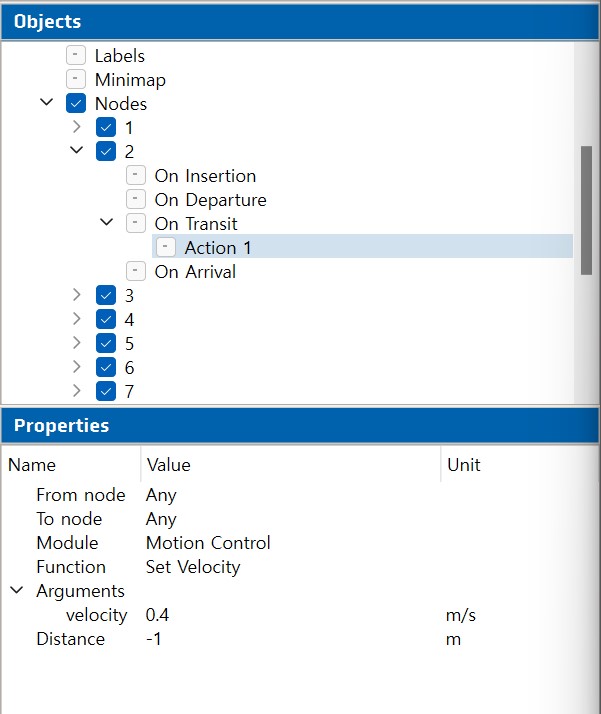 Objects
Labels
Minimap
Nodes
1
2
On Insertion
On Departure
On Transit
Action 1
On Arrival
3
4
5
6
7
Properties
Name Value Unit
From node Any
To node Any
Module Motion Control
Function Set Velocity
Arguments
velocity 0.4 m/s
Distance -1 m